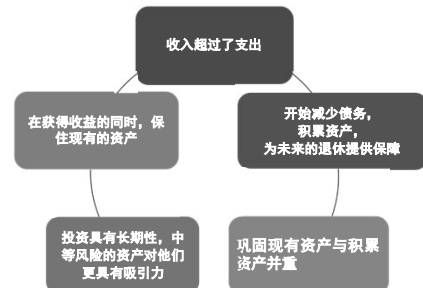 收入超过了支出
在获得收益的同时，保
住现有的资产
开始减少债务，
积累资产，
为未来的退休提供保障
投资具有长期性，中
等风险的资产对他们
更具有吸引力
巩固现有资产与积累
资产并重